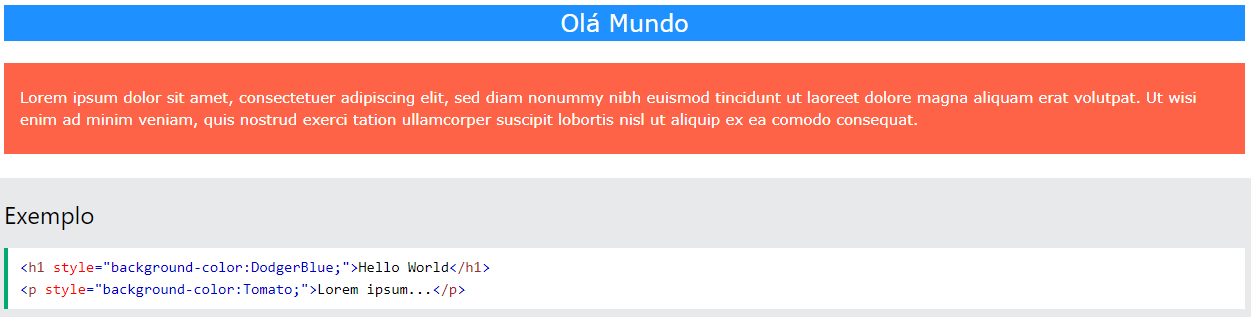 Olá Mundo
Lorem ipsum dolor sit amet, consectetuer adipiscing elit, sed diam nonummy nibh euismod tincidunt ut laoreet dolore magna aliquam erat volutpat. Ut wisi
enim ad minim veniam, quis nostrud exerci tation ullamcorper suscipit lobortis nisl ut aliquip ex ea comodo consequat.
Exemplo
<h1 style="background-color:DodgerBlue;">Hello World</h1>
<p style="background-color:Tomato;">Lorem ipsum...</p>